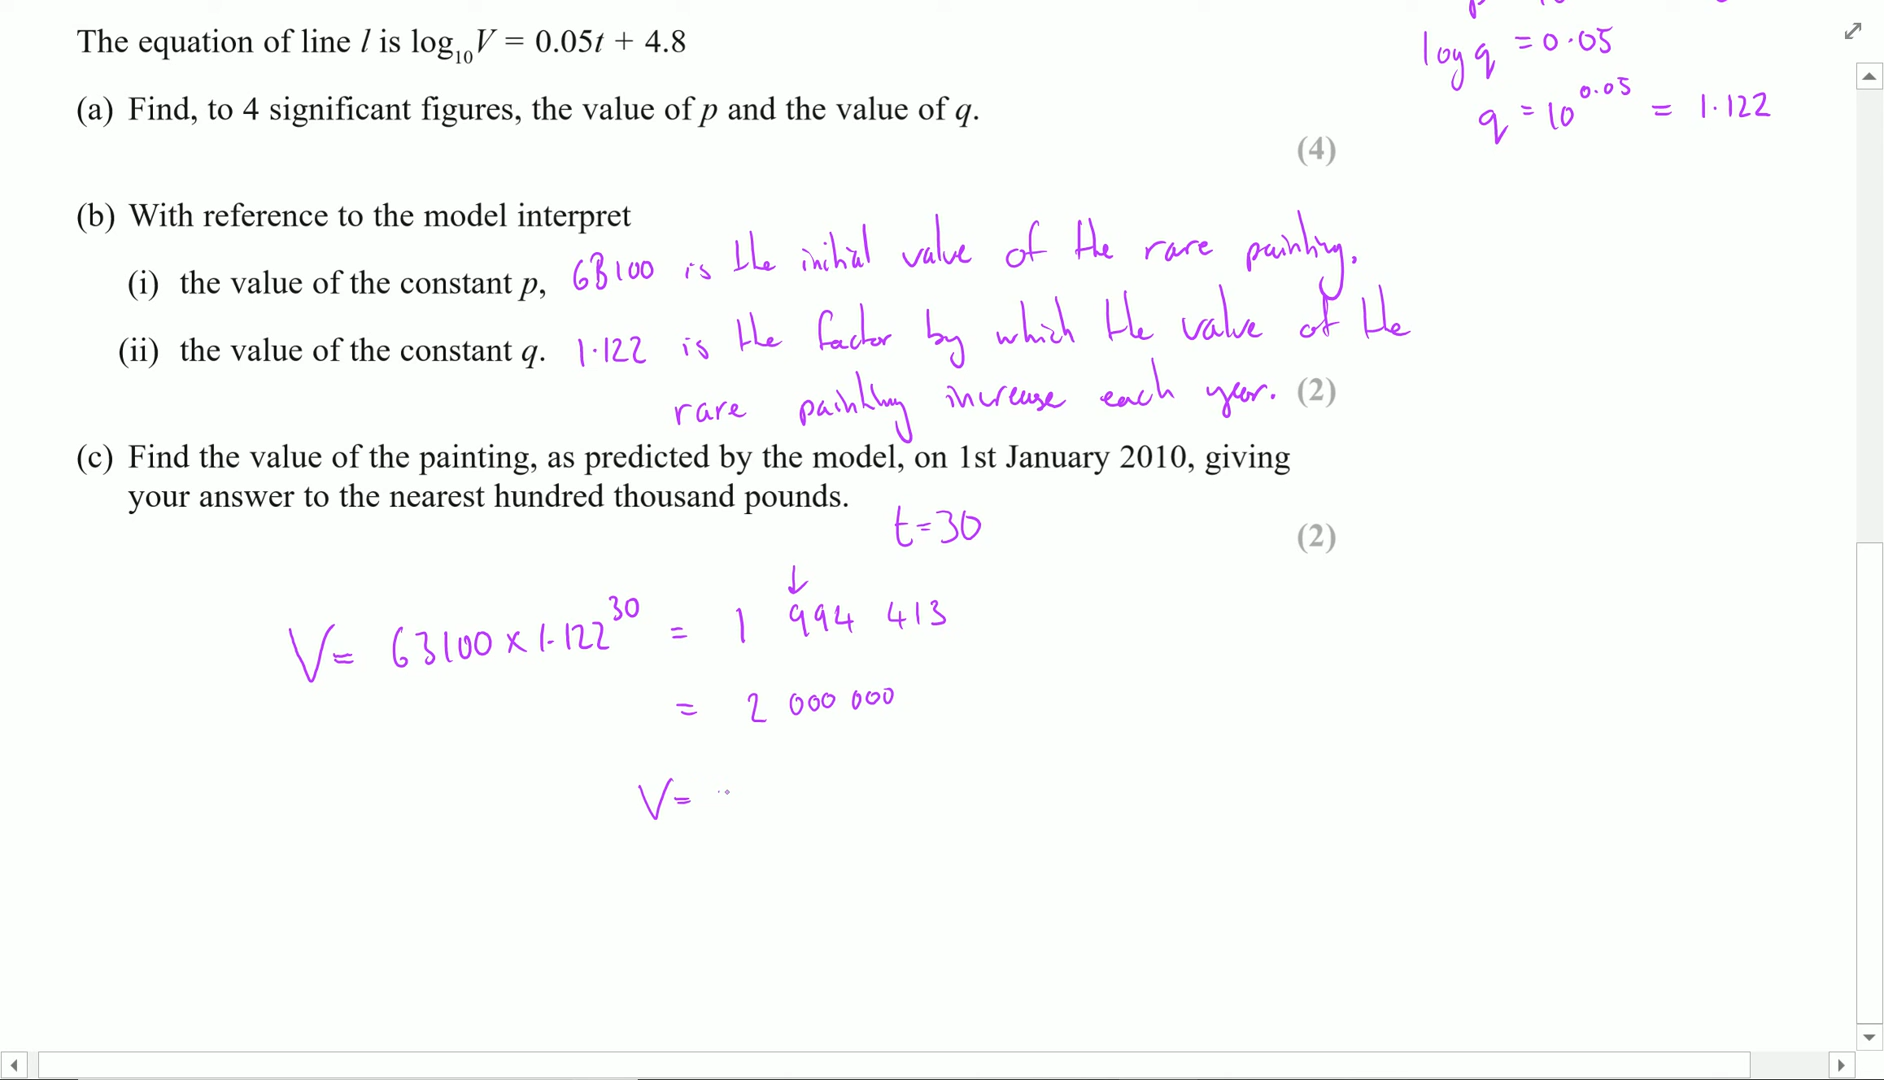 The equation of line l is log₁₀V = 0.05t + 4.8
log q = 0.05
(a) Find, to 4 significant figures, the value of p and the value of q.
q = 10^0.05 = 1.122
(4)
(b) With reference to the model interpret
(i) the value of the constant p, 63100 is the initial value of the rare painting.
(ii) the value of the constant q. 1.122 is the factor by which the value of the
rare painting increase each year. (2)
(c) Find the value of the painting, as predicted by the model, on 1st January 2010, giving
your answer to the nearest hundred thousand pounds.
t=30
(2)
V= 63100 × 1.122^30 = 1 994 413
= 2 000 000
V=